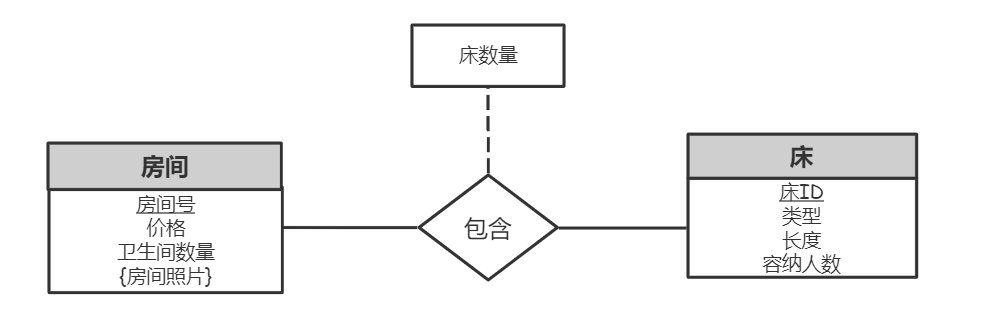 床数量
房间
房间号
价格
卫生间数量
{房间照片}
包含
床
床ID
类型
长度
容纳人数